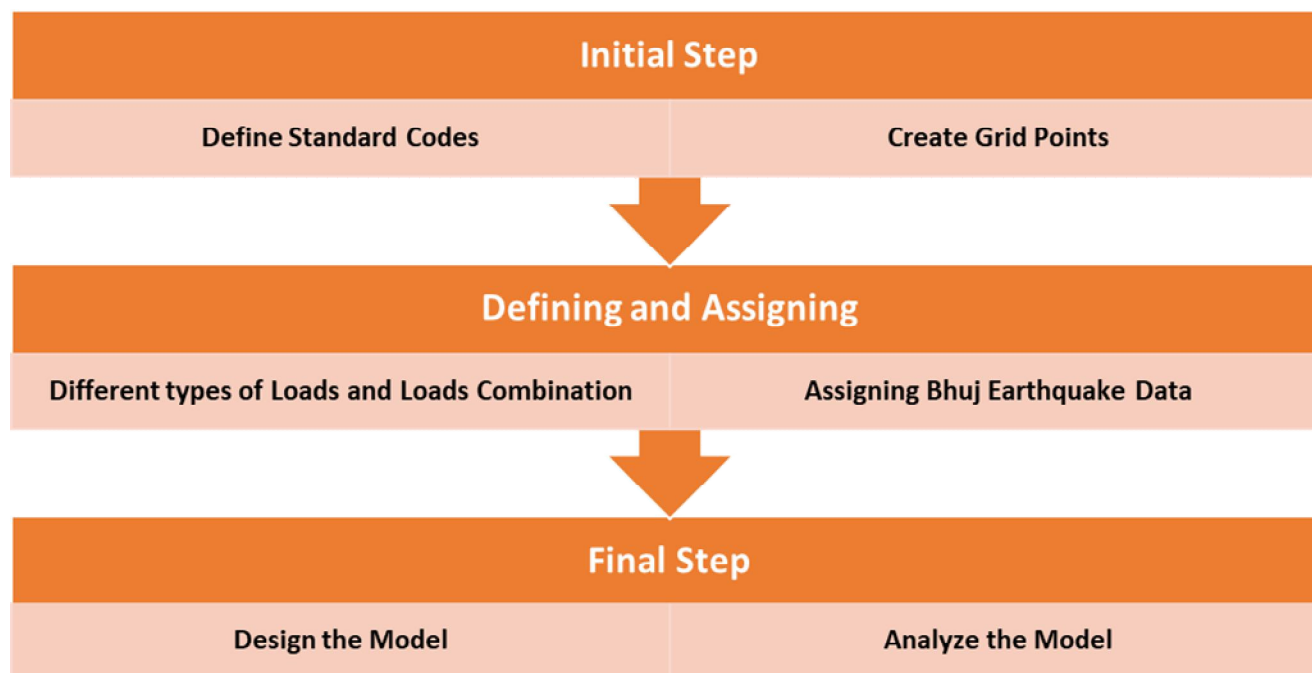 Initial Step
Define Standard Codes
Create Grid Points
Defining and Assigning
Different types of Loads and Loads Combination
Assigning Bhuj Earthquake Data
Final Step
Design the Model
Analyze the Model